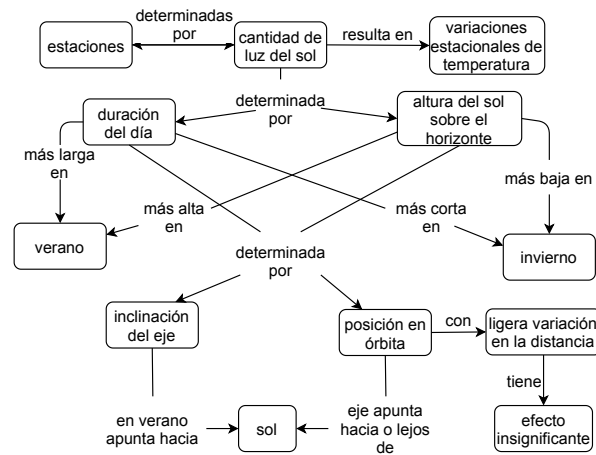 determinadas
por
estaciones
cantidad de
luz del sol
resulta en
variaciones
estacionales de
temperatura
duración
del día
determinada
por
altura del sol
sobre el
horizonte
más larga
en
más alta
en
más corta
en
más baja en
verano
determinada
por
invierno
inclinación
del eje
posición en
órbita
con
ligera variación
en la distancia
tiene
en verano
apunta hacia
sol
eje apunta
hacia o lejos
de
efecto
insignificante